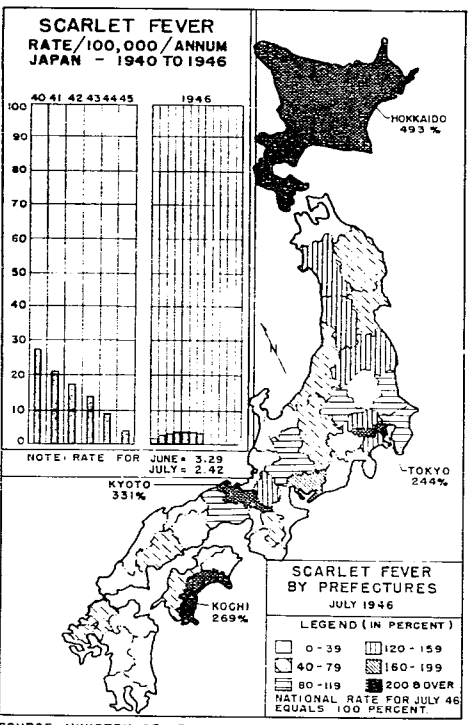 SCARLET FEVER
RATE/100,000/ANNUM
JAPAN - 1940 TO 1946
40 41 42 43 44 45
1946
100
90
80
70
60
50
40
30
20
10
0
NOTE: RATE FOR JUNE = 3.29
JULY = 2.42
HOKKAIDO
493 %
N
TOKYO
244%
KYOTO
331%
KOCHI
269%
SCARLET FEVER
BY PREFECTURES
JULY 1946
LEGEND (IN PERCENT)
0-39
120 - 159
40-79
160-199
80-119
200 & OVER
NATIONAL RATE FOR JULY 46
EQUALS 100 PERCENT.